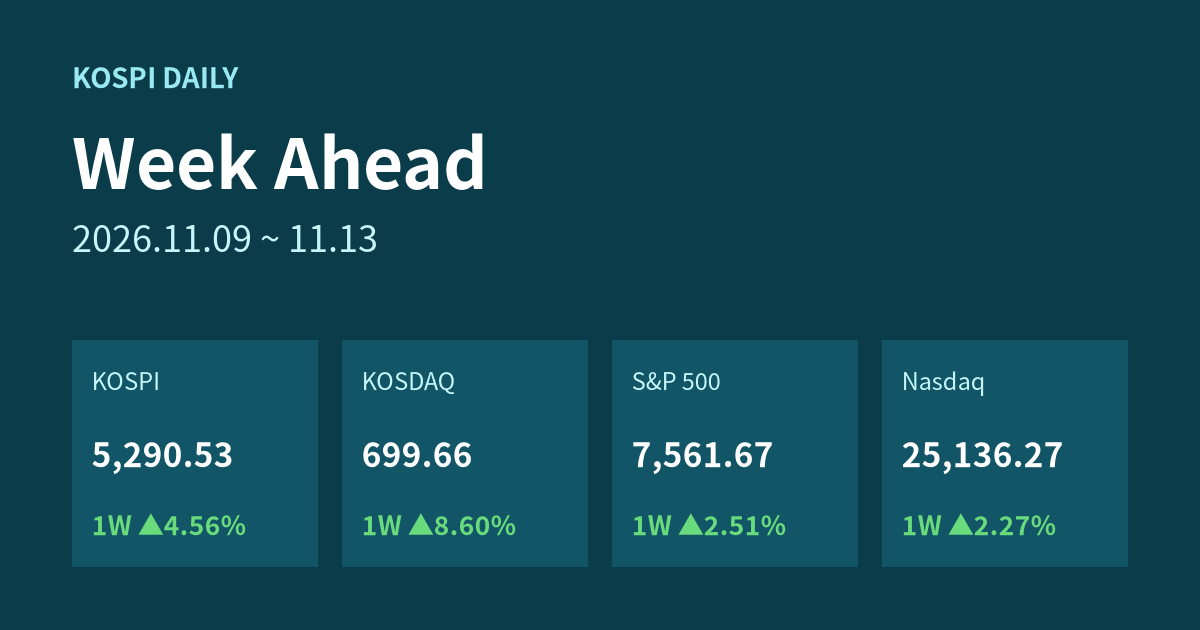 KOSPI DAILY
Week Ahead
2026.11.09 ~ 11.13
KOSPI
5,290.53
1W ▲4.56%
KOSDAQ
699.66
1W ▲8.60%
S&P 500
7,561.67
1W ▲2.51%
Nasdaq
25,136.27
1W ▲2.27%